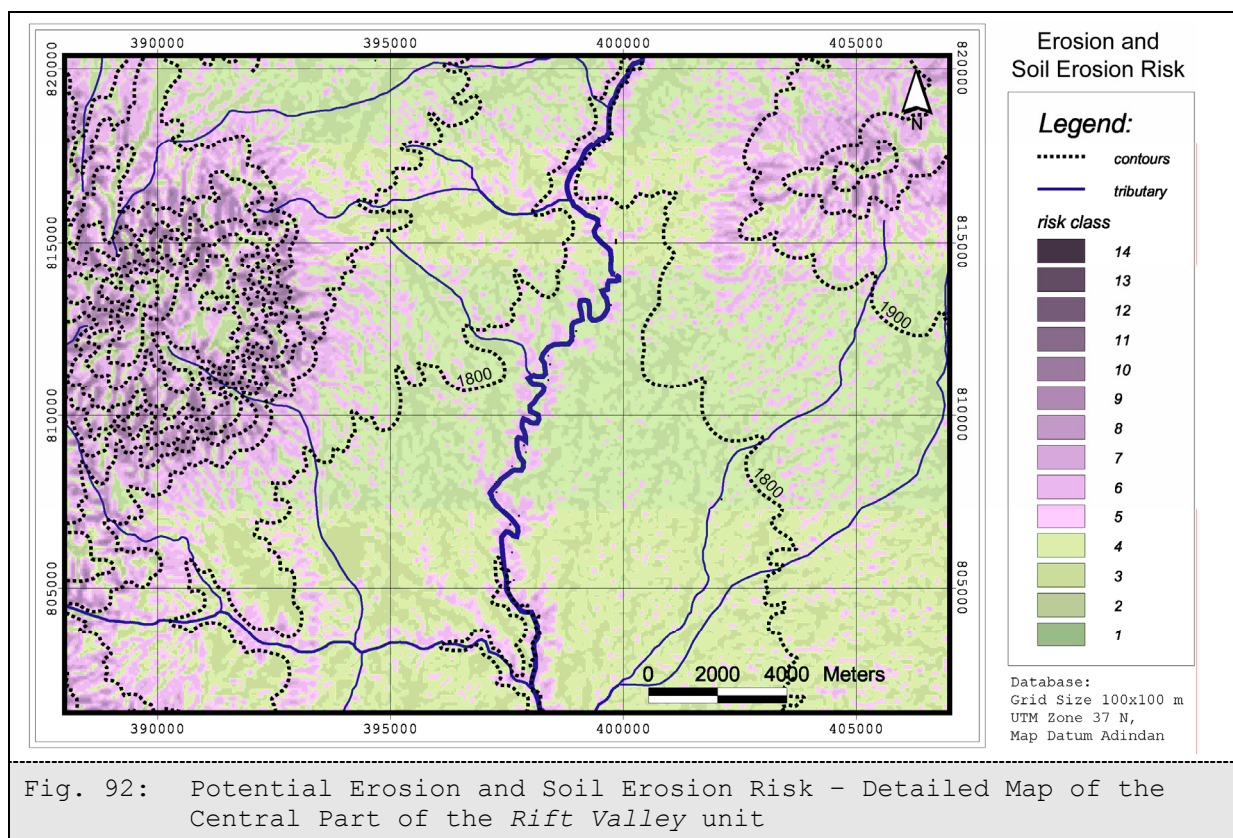 390000 395000 400000 405000
820000
815000
810000
805000
820000
815000
810000
805000
N
1800
1900
1800
0 2000 4000 Meters
390000 395000 400000 405000
Erosion and
Soil Erosion Risk
Legend:
contours
tributary
risk class
14
13
12
11
10
9
8
7
6
5
4
3
2
1
Database:
Grid Size 100x100 m
UTM Zone 37 N,
Map Datum Adindan
Fig. 92: Potential Erosion and Soil Erosion Risk – Detailed Map of the
Central Part of the Rift Valley unit